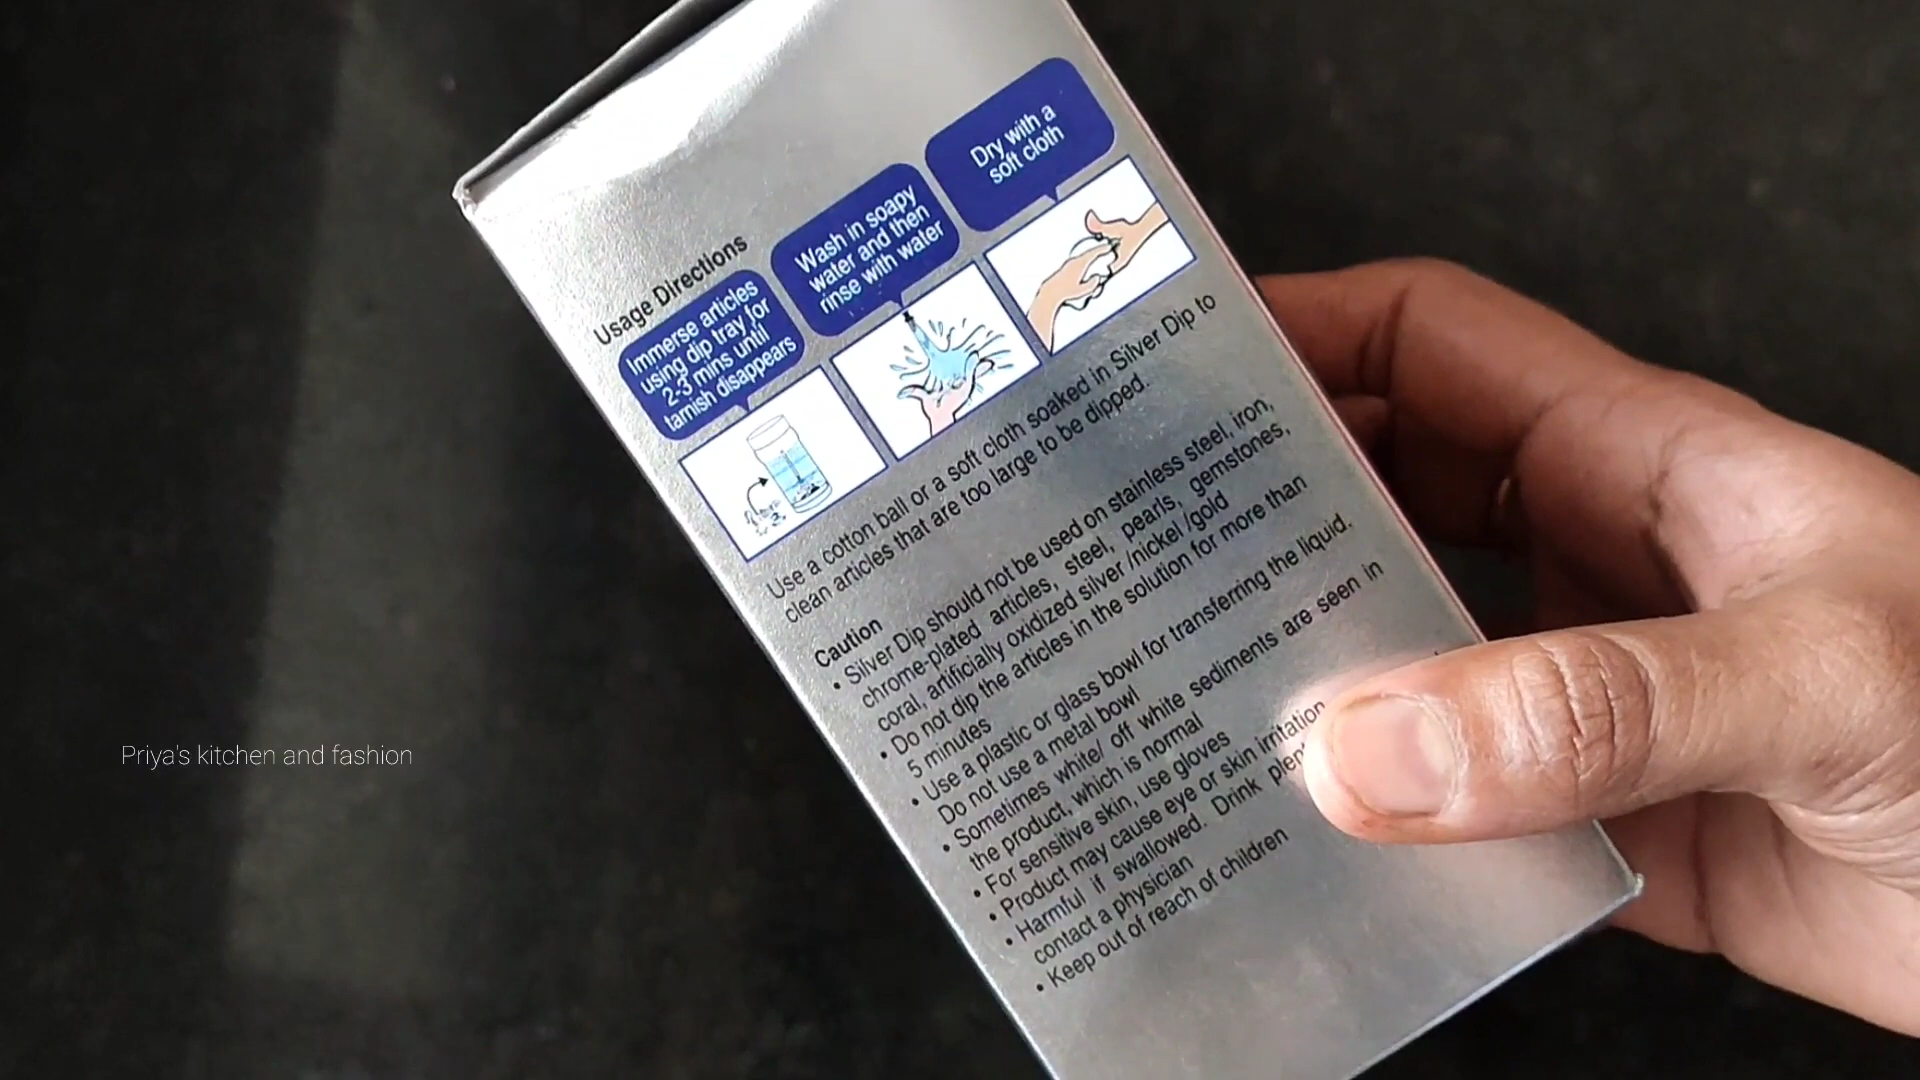 Usage Directions
Immerse articles
using dip tray for
2-3 mins until
tarnish disappears
Wash in soapy
water and then
rinse with water
Dry with a
soft cloth
Use a cotton ball or a soft cloth soaked in Silver Dip to
clean articles that are too large to be dipped.
Caution
• Silver Dip should not be used on stainless steel, iron,
chrome-plated articles, steel, pearls, gemstones,
coral, artificially oxidized silver /nickel /gold
• Do not dip the articles in the solution for more than
5 minutes
• Use a plastic or glass bowl for transferring the liquid.
Do not use a metal bowl
• Sometimes white/ off white sediments are seen in
the product, which is normal
• For sensitive skin, use gloves
• Product may cause eye or skin irritation
• Harmful if swallowed. Drink
contact a physician
• Keep out of reach of children
Priya's kitchen and fashion